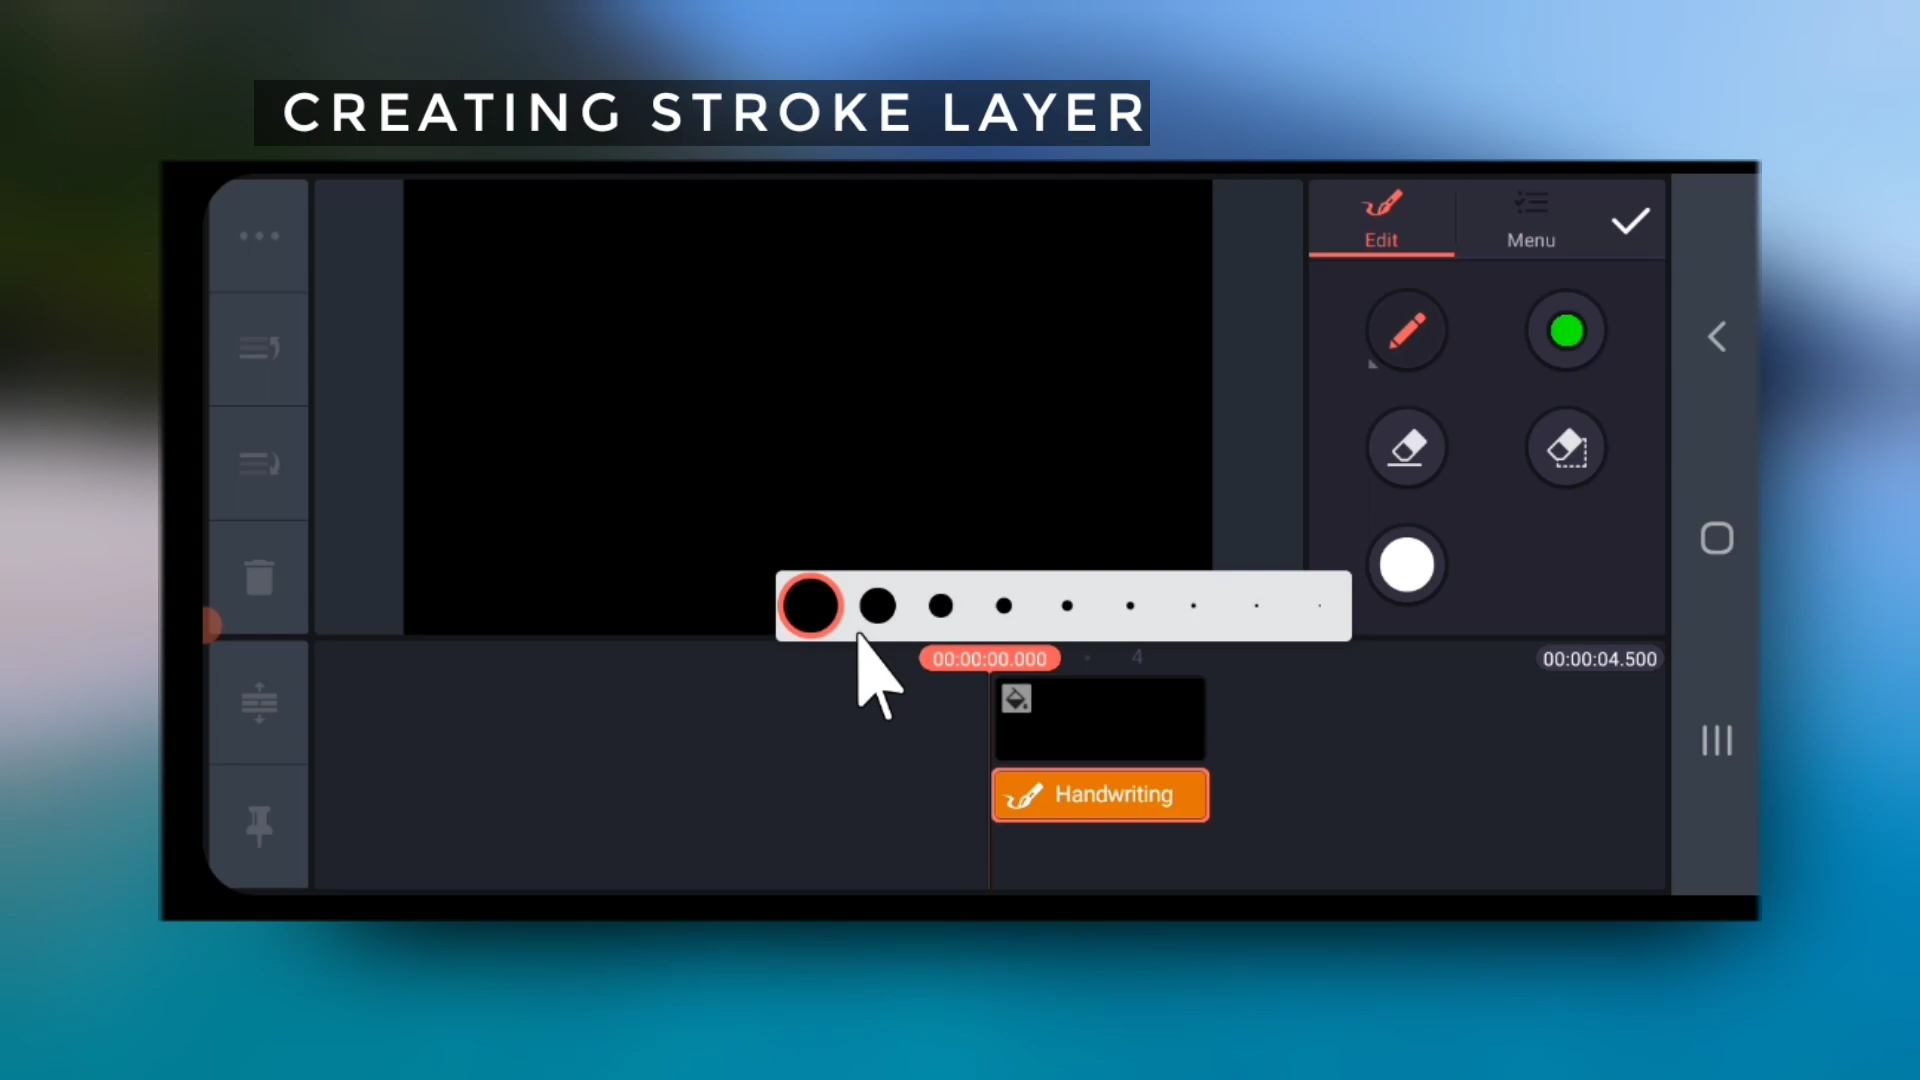 CREATING STROKE LAYER
Edit
Menu
00:00:00.000
4
00:00:04.500
Handwriting